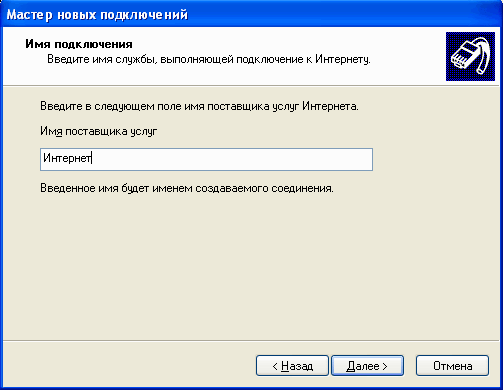 Мастер новых подключений
Имя подключения
Введите имя службы, выполняющей подключение к Интернету.
Введите в следующем поле имя поставщика услуг Интернета.
Имя поставщика услуг
Интернет
Введенное имя будет именем создаваемого соединения.
< Назад
Далее >
Отмена